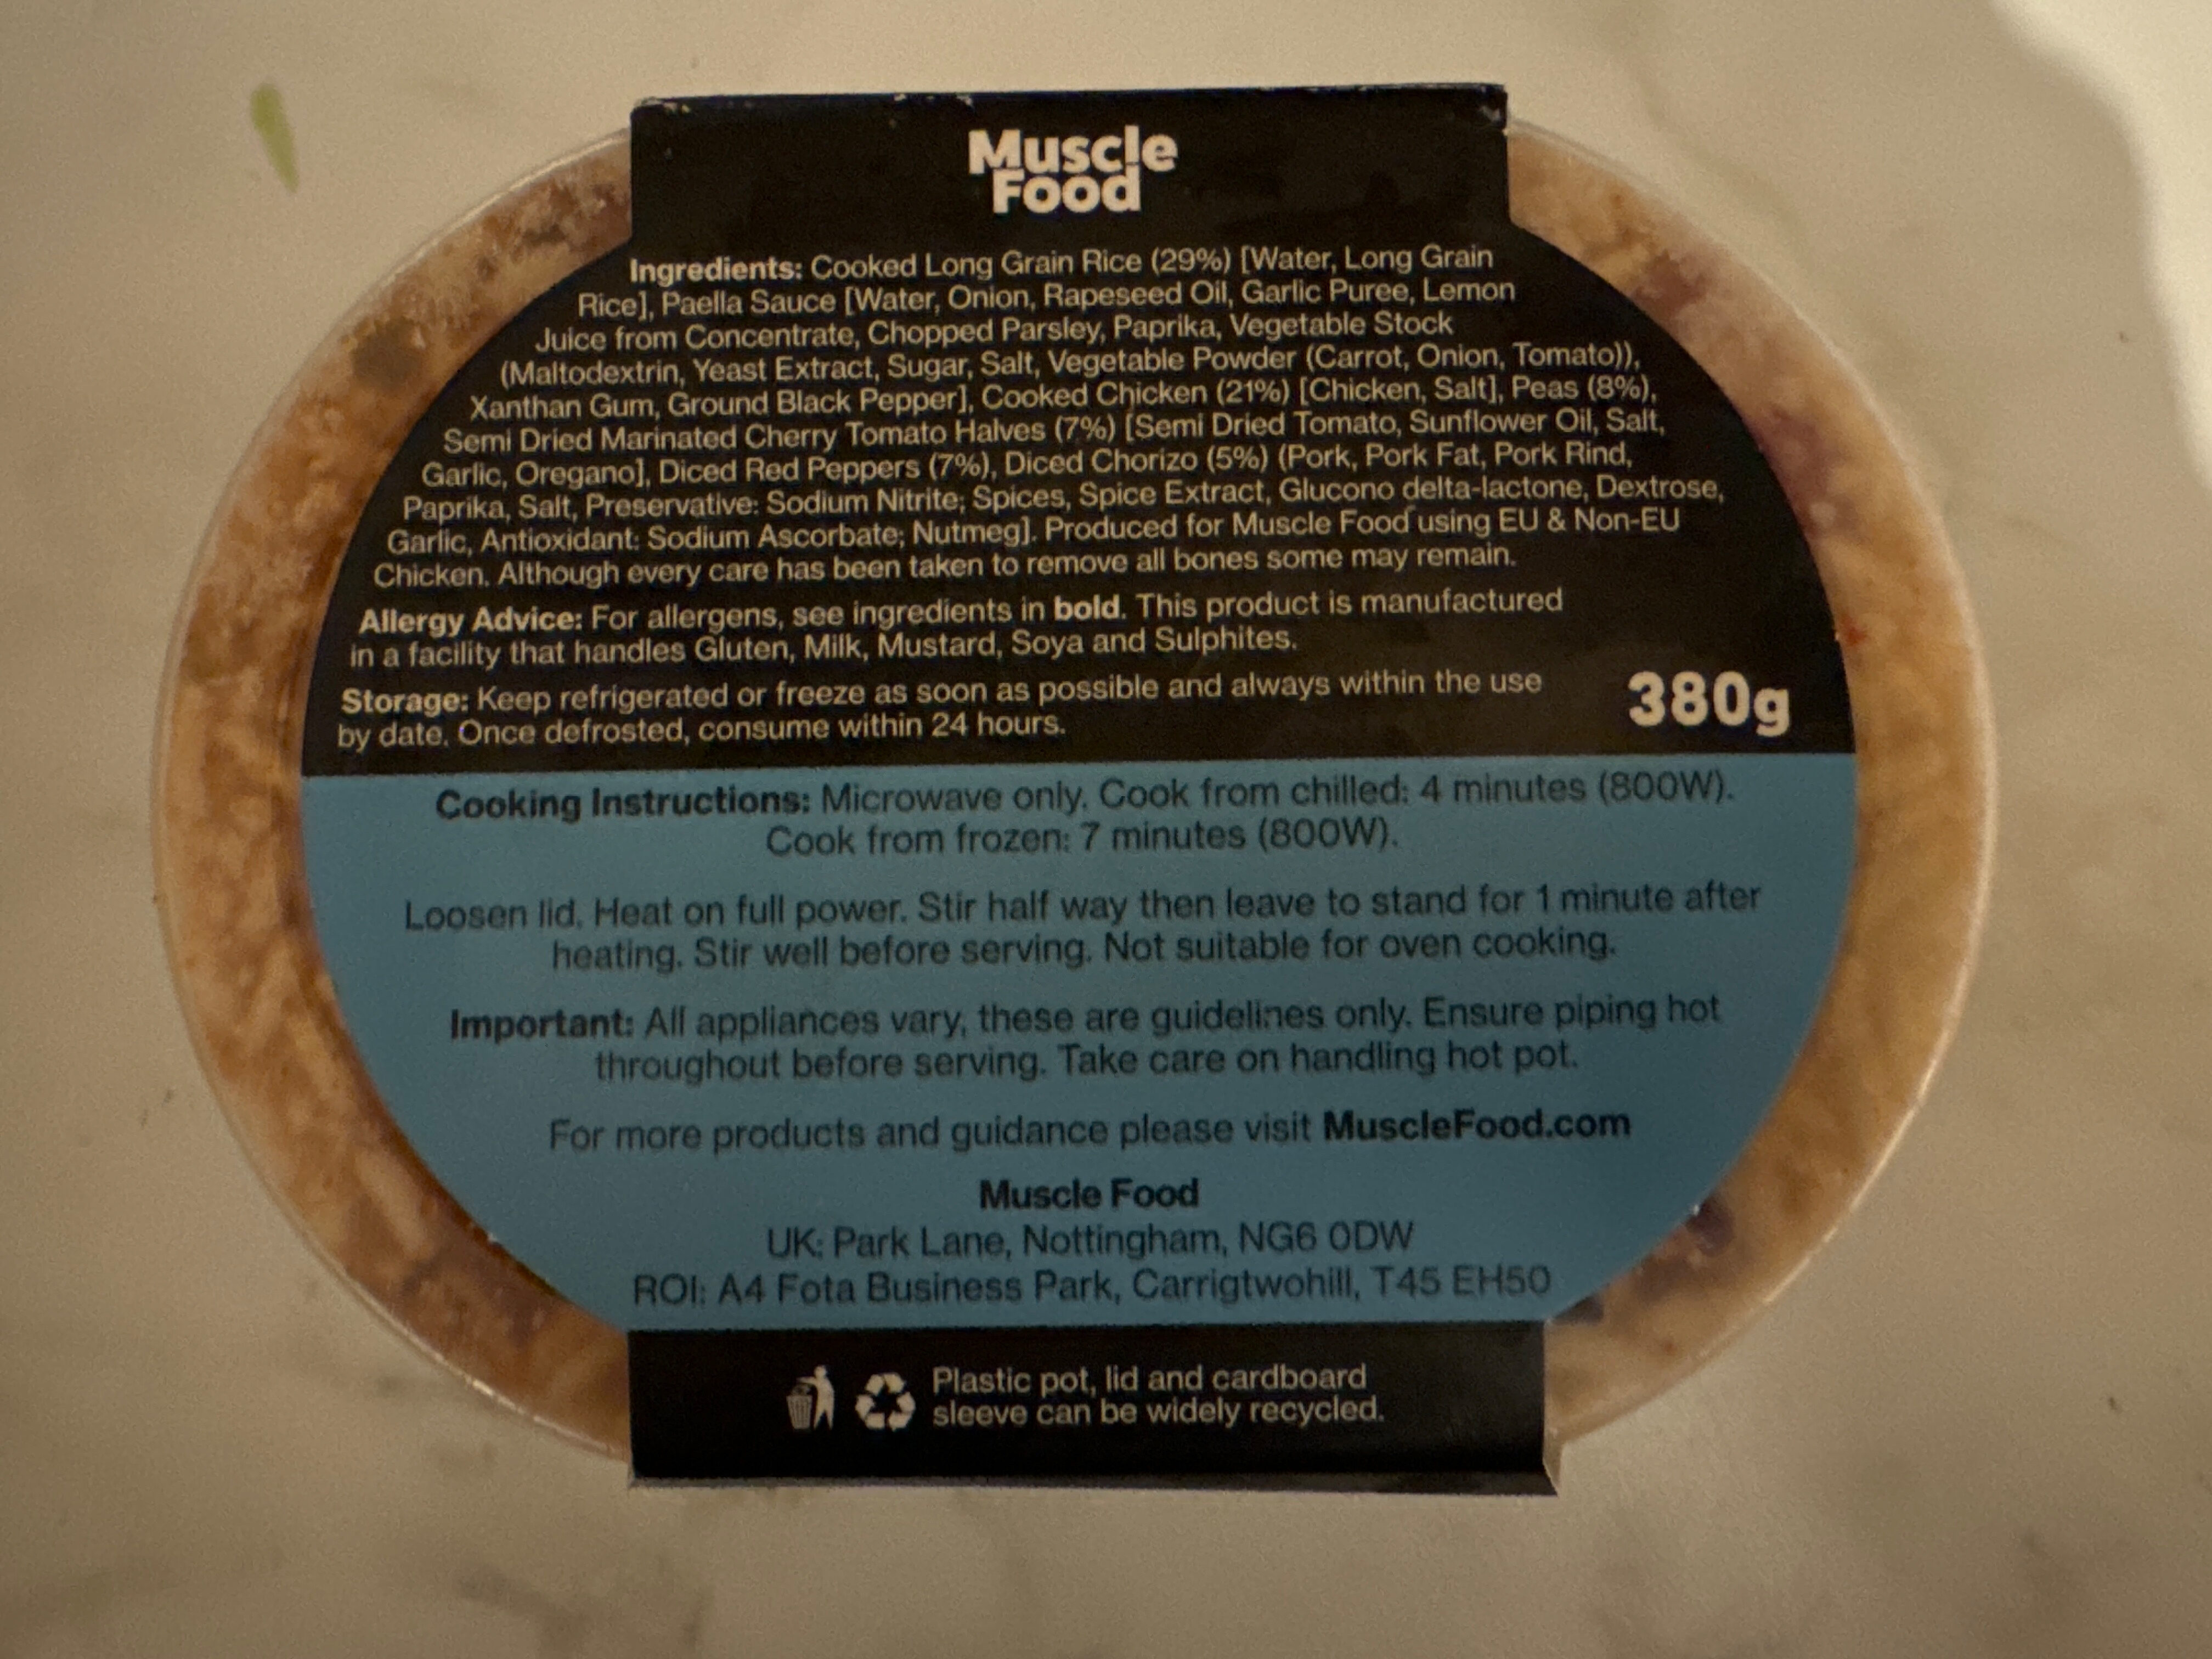 Muscle
Food
Ingredients: Cooked Long Grain Rice (29%) [Water, Long Grain
Rice], Paella Sauce [Water, Onion, Rapeseed Oil, Garlic Puree, Lemon
Juice from Concentrate, Chopped Parsley, Paprika, Vegetable Stock
(Maltodextrin, Yeast Extract, Sugar, Salt, Vegetable Powder (Carrot, Onion, Tomato)),
Xanthan Gum, Ground Black Pepper], Cooked Chicken (21%) [Chicken, Salt], Peas (8%),
Semi Dried Marinated Cherry Tomato Halves (7%) [Semi Dried Tomato, Sunflower Oil, Salt,
Garlic, Oregano], Diced Red Peppers (7%), Diced Chorizo (5%) (Pork, Pork Fat, Pork Rind,
Paprika, Salt, Preservative: Sodium Nitrite; Spices, Spice Extract, Glucono delta-lactone, Dextrose,
Garlic, Antioxidant: Sodium Ascorbate; Nutmeg]. Produced for Muscle Food using EU & Non-EU
Chicken. Although every care has been taken to remove all bones some may remain.
Allergy Advice: For allergens, see ingredients in bold. This product is manufactured
in a facility that handles Gluten, Milk, Mustard, Soya and Sulphites.
Storage: Keep refrigerated or freeze as soon as possible and always within the use
by date. Once defrosted, consume within 24 hours.
380g
Cooking Instructions: Microwave only. Cook from chilled: 4 minutes (800W).
Cook from frozen: 7 minutes (800W).
Loosen lid. Heat on full power. Stir half way then leave to stand for 1 minute after
heating. Stir well before serving. Not suitable for oven cooking.
Important: All appliances vary, these are guidelines only. Ensure piping hot
throughout before serving. Take care on handling hot pot.
For more products and guidance please visit MuscleFood.com
Muscle Food
UK: Park Lane, Nottingham, NG6 0DW
ROI: A4 Fota Business Park, Carrigtwohill, T45 EH50
Plastic pot, lid and cardboard
sleeve can be widely recycled.